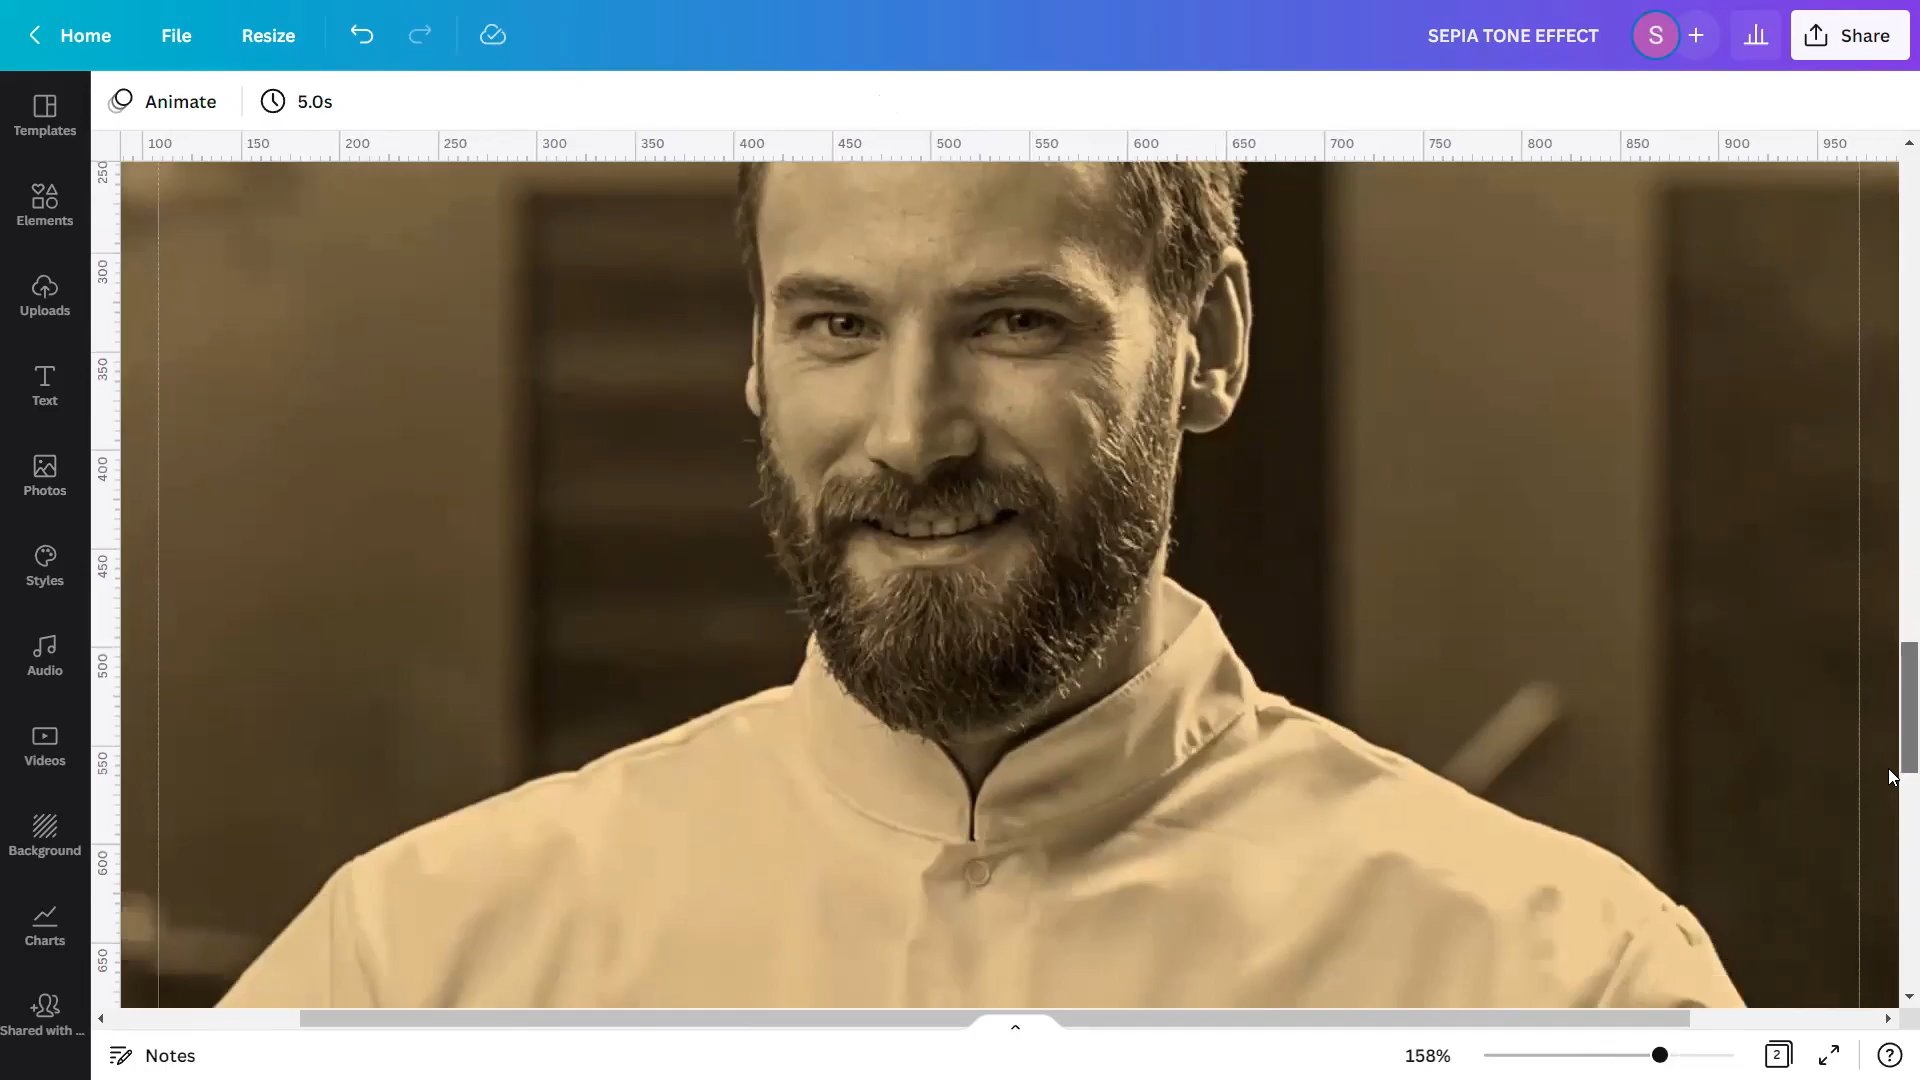 Home File Resize SEPIA TONE EFFECT S + Share
Animate 5.0s
100 150 200 250 300 350 400 450 500 550 600 650 700 750 800 850 900 950
250
300
350
400
450
500
550
600
650
Templates
Elements
Uploads
Text
Photos
Styles
Audio
Videos
Background
Charts
Shared with ...
Notes 158% 2 ?